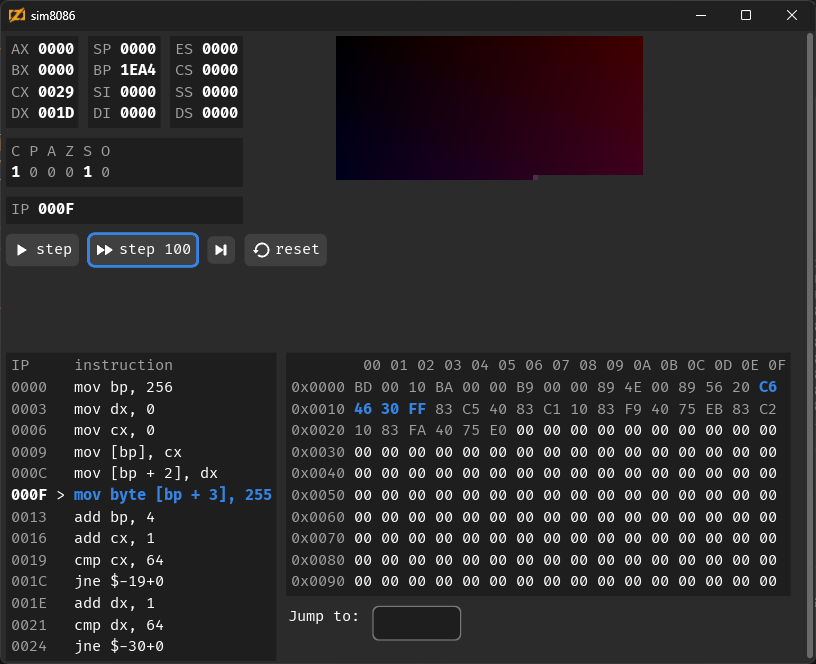 sim8086
AX 0000 SP 0000 ES 0000
BX 0000 BP 1EA4 CS 0000
CX 0029 SI 0000 SS 0000
DX 001D DI 0000 DS 0000
C P A Z S O
1 0 0 0 1 0
IP 000F
step step 100 reset
IP instruction
0000 mov bp, 256
0003 mov dx, 0
0006 mov cx, 0
0009 mov [bp], cx
000C mov [bp + 2], dx
000F > mov byte [bp + 3], 255
0013 add bp, 4
0016 add cx, 1
0019 cmp cx, 64
001C jne $-19+0
001E add dx, 1
0021 cmp dx, 64
0024 jne $-30+0
00 01 02 03 04 05 06 07 08 09 0A 0B 0C 0D 0E 0F
0x0000 BD 00 10 BA 00 00 B9 00 00 89 4E 00 89 56 20 C6
0x0010 46 30 FF 83 C5 40 83 C1 10 83 F9 40 75 EB 83 C2
0x0020 10 83 FA 40 75 E0 00 00 00 00 00 00 00 00 00 00
0x0030 00 00 00 00 00 00 00 00 00 00 00 00 00 00 00 00
0x0040 00 00 00 00 00 00 00 00 00 00 00 00 00 00 00 00
0x0050 00 00 00 00 00 00 00 00 00 00 00 00 00 00 00 00
0x0060 00 00 00 00 00 00 00 00 00 00 00 00 00 00 00 00
0x0070 00 00 00 00 00 00 00 00 00 00 00 00 00 00 00 00
0x0080 00 00 00 00 00 00 00 00 00 00 00 00 00 00 00 00
0x0090 00 00 00 00 00 00 00 00 00 00 00 00 00 00 00 00
Jump to: